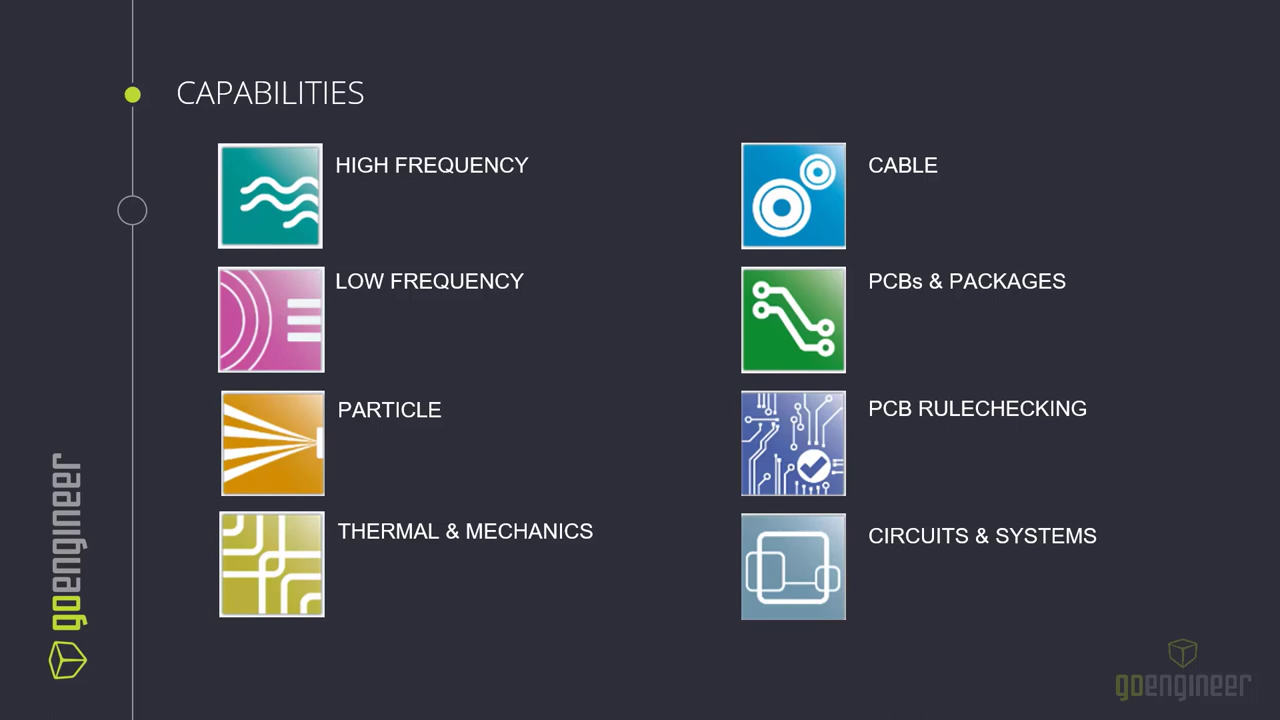 CAPABILITIES
HIGH FREQUENCY
LOW FREQUENCY
PARTICLE
THERMAL & MECHANICS
CABLE
PCBs & PACKAGES
PCB RULECHECKING
CIRCUITS & SYSTEMS
goengineer
goengineer